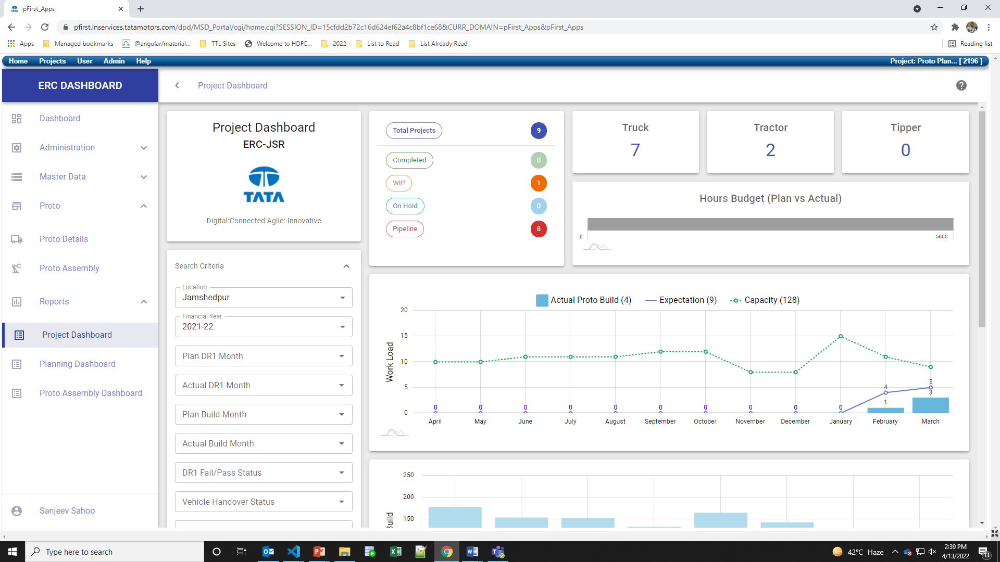 pFirst_Apps
pfirst.inservices.tatamotors.com/dpd/MSD_Portal/cgi/home.cgi?SESSION_ID=15cfdd2b72c16d624ef62a4c8bf1ce68&CURR_DOMAIN=pFirst_Apps&pFirst_Apps
Apps Managed bookmarks @angular/material... TTL Sites Welcome to HDFC... 2022 List to Read List Already Read Reading list
Home Projects User Admin Help Project: Proto Plan... [ 2196 ]
ERC DASHBOARD
Project Dashboard
Dashboard
Administration
Master Data
Proto
Proto Details
Proto Assembly
Reports
Project Dashboard
Planning Dashboard
Proto Assembly Dashboard
Sanjeev Sahoo
Project Dashboard
ERC-JSR
TATA
Digital:Connected:Agile: Innovative
Search Criteria
Location
Jamshedpur
Financial Year
2021-22
Plan DR1 Month
Actual DR1 Month
Plan Build Month
Actual Build Month
DR1 Fail/Pass Status
Vehicle Handover Status
Total Projects 9
Completed 0
WIP 1
On Hold 0
Pipeline 8
Truck
7
Tractor
2
Tipper
0
Hours Budget (Plan vs Actual)
0 5600
Actual Proto Build (4) Expectation (9) Capacity (128)
Work Load
20
15
10
5
0
0 0 0 0 0 0 0 0 0 0 4 5
1 3
April May June July August September October November December January February March
250
200
150
Build
Type here to search
42°C Haze
2:39 PM
4/13/2022
13